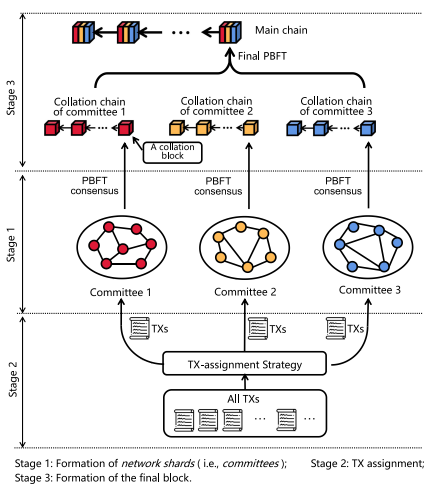 Main chain
Final PBFT
Stage 3
Collation chain
of committee 1
Collation chain
of committee 2
Collation chain
of committee 3
A collation
block
PBFT
consensus
PBFT
consensus
PBFT
consensus
Stage 1
Committee 1
Committee 2
Committee 3
TXs
TXs
TXs
Stage 2
TX-assignment Strategy
All TXs
Stage 1: Formation of network shards ( i.e., committees ); Stage 2: TX assignment;
Stage 3: Formation of the final block.